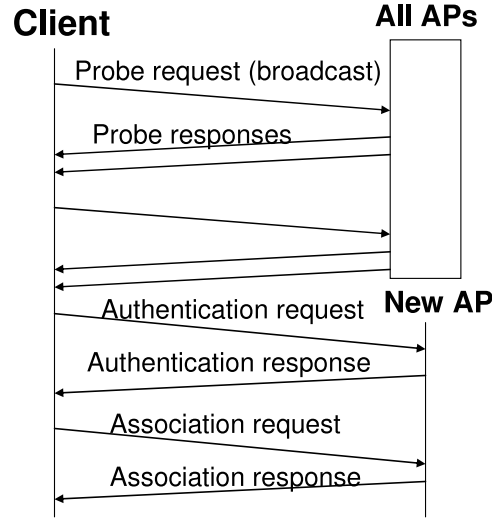 Client
All APs
Probe request (broadcast)
Probe responses
New AP
Authentication request
Authentication response
Association request
Association response